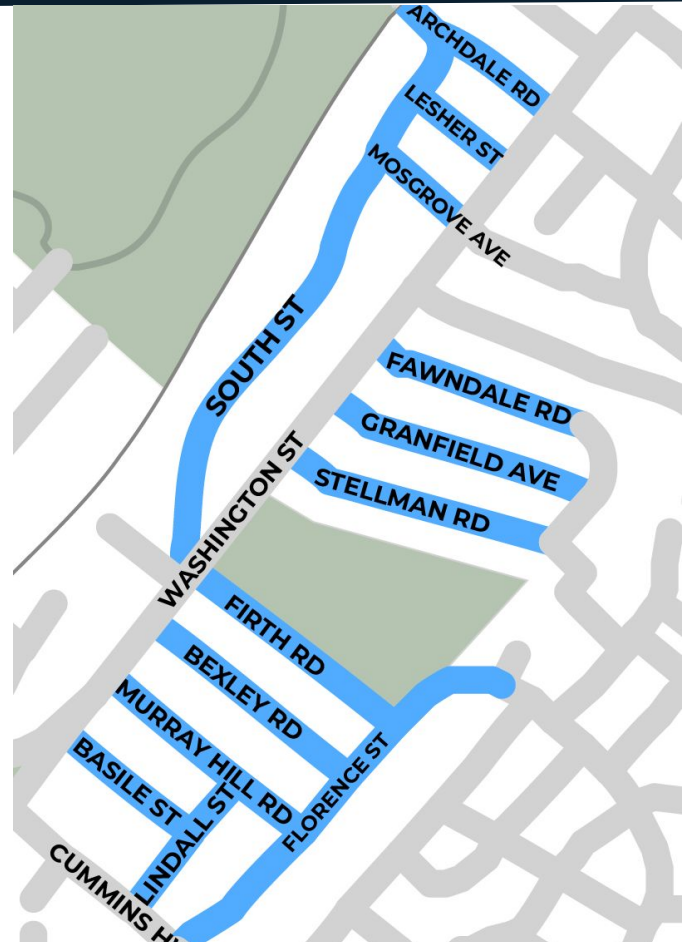 ARCHDALE RD
LESHER ST
MOSGROVE AVE
SOUTH ST
FAWNDALE RD
GRANFIELD AVE
STELLMAN RD
WASHINGTON ST
FIRTH RD
BEXLEY RD
MURRAY HILL RD
BASILE ST
LINDALL ST
FLORENCE ST
CUMMINS